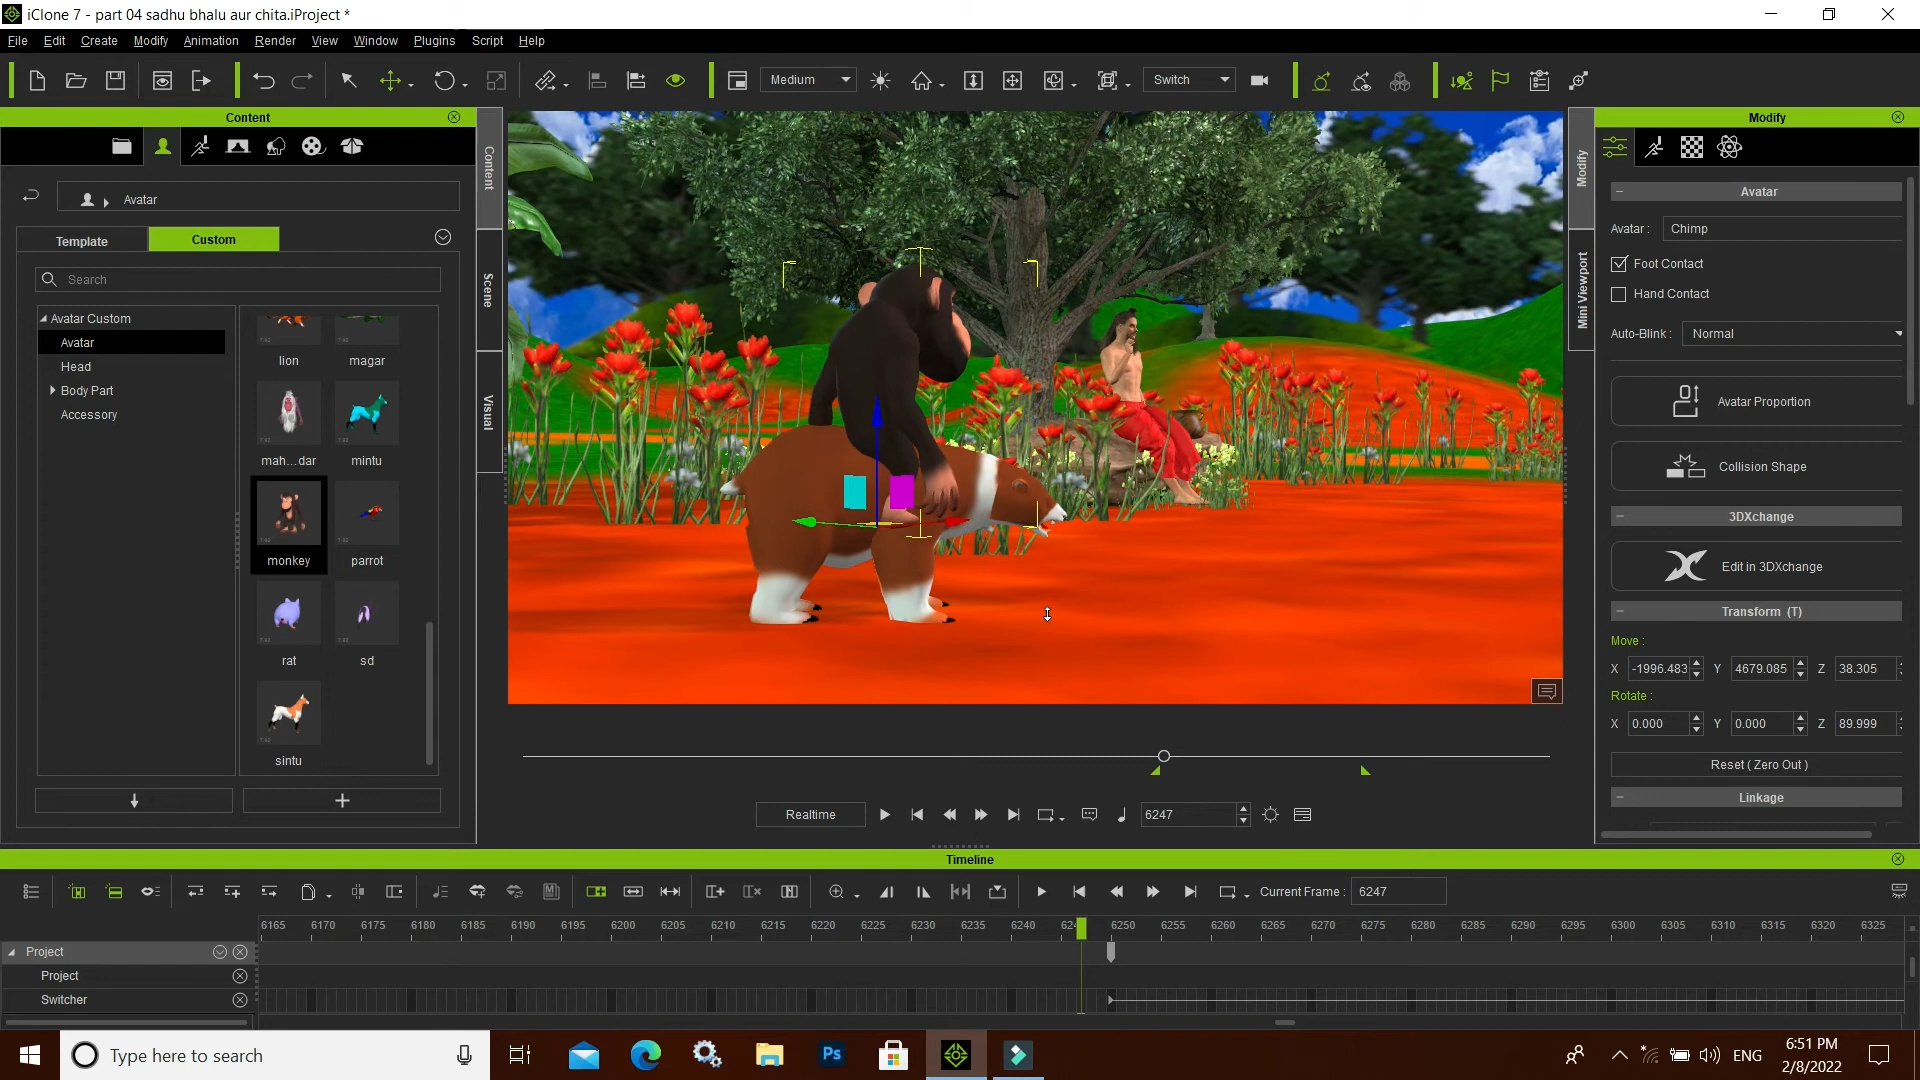 iClone 7 - part 04 sadhu bhalu aur chita.iProject *
File Edit Create Modify Animation Render View Window Plugins Script Help
Medium Switch
Content
Avatar
Template Custom
Search
Avatar Custom
Avatar
Head
Body Part
Accessory
lion magar
mah...dar mintu
monkey parrot
rat sd
sintu
Content
Scene
Visual
Modify
Mini Viewport
Modify
Avatar
Avatar : Chimp
Foot Contact
Hand Contact
Auto-Blink : Normal
Avatar Proportion
Collision Shape
3DXchange
Edit in 3DXchange
Transform (T)
Move :
X -1996.483 Y 4679.085 Z 38.305
Rotate :
X 0.000 Y 0.000 Z 89.999
Reset ( Zero Out )
Linkage
Realtime 6247
Timeline
Current Frame : 6247
6165 6170 6175 6180 6185 6190 6195 6200 6205 6210 6215 6220 6225 6230 6235 6240 624 6250 6255 6260 6265 6270 6275 6280 6285 6290 6295 6300 6305 6310 6315 6320 6325
Project
Project
Switcher
Type here to search
Ps
ENG
6:51 PM
2/8/2022